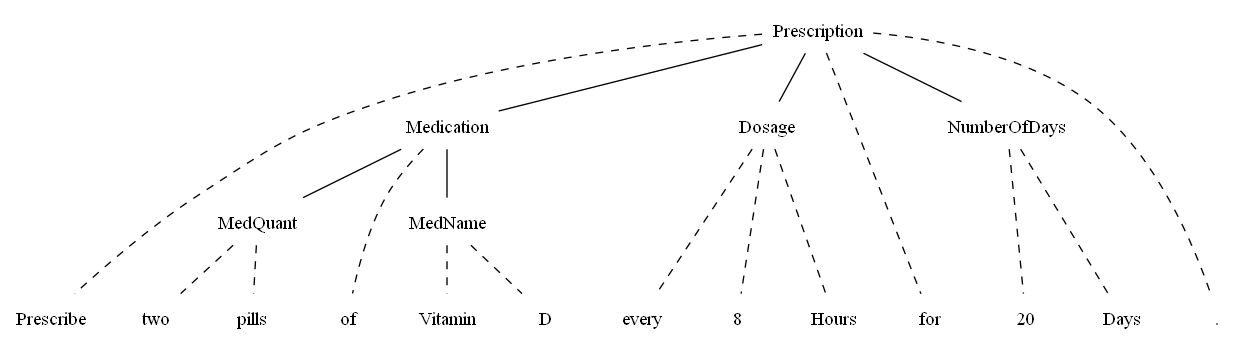 Prescription
Medication Dosage NumberOfDays
MedQuant MedName
Prescribe two pills of Vitamin D every 8 Hours for 20 Days .